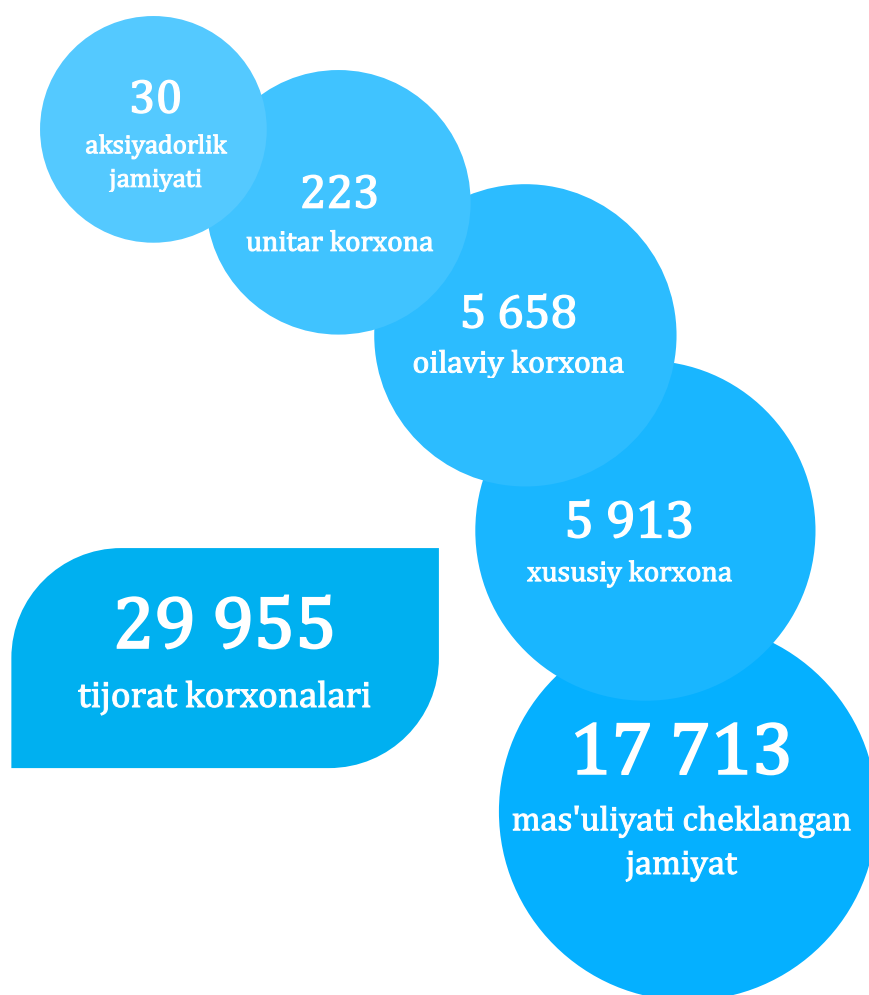 30
aksiyadorlik
jamiyati
223
unitar korxona
5 658
oilaviy korxona
5 913
xususiy korxona
29 955
tijorat korxonalari
17 713
mas'uliyati cheklangan
jamiyat